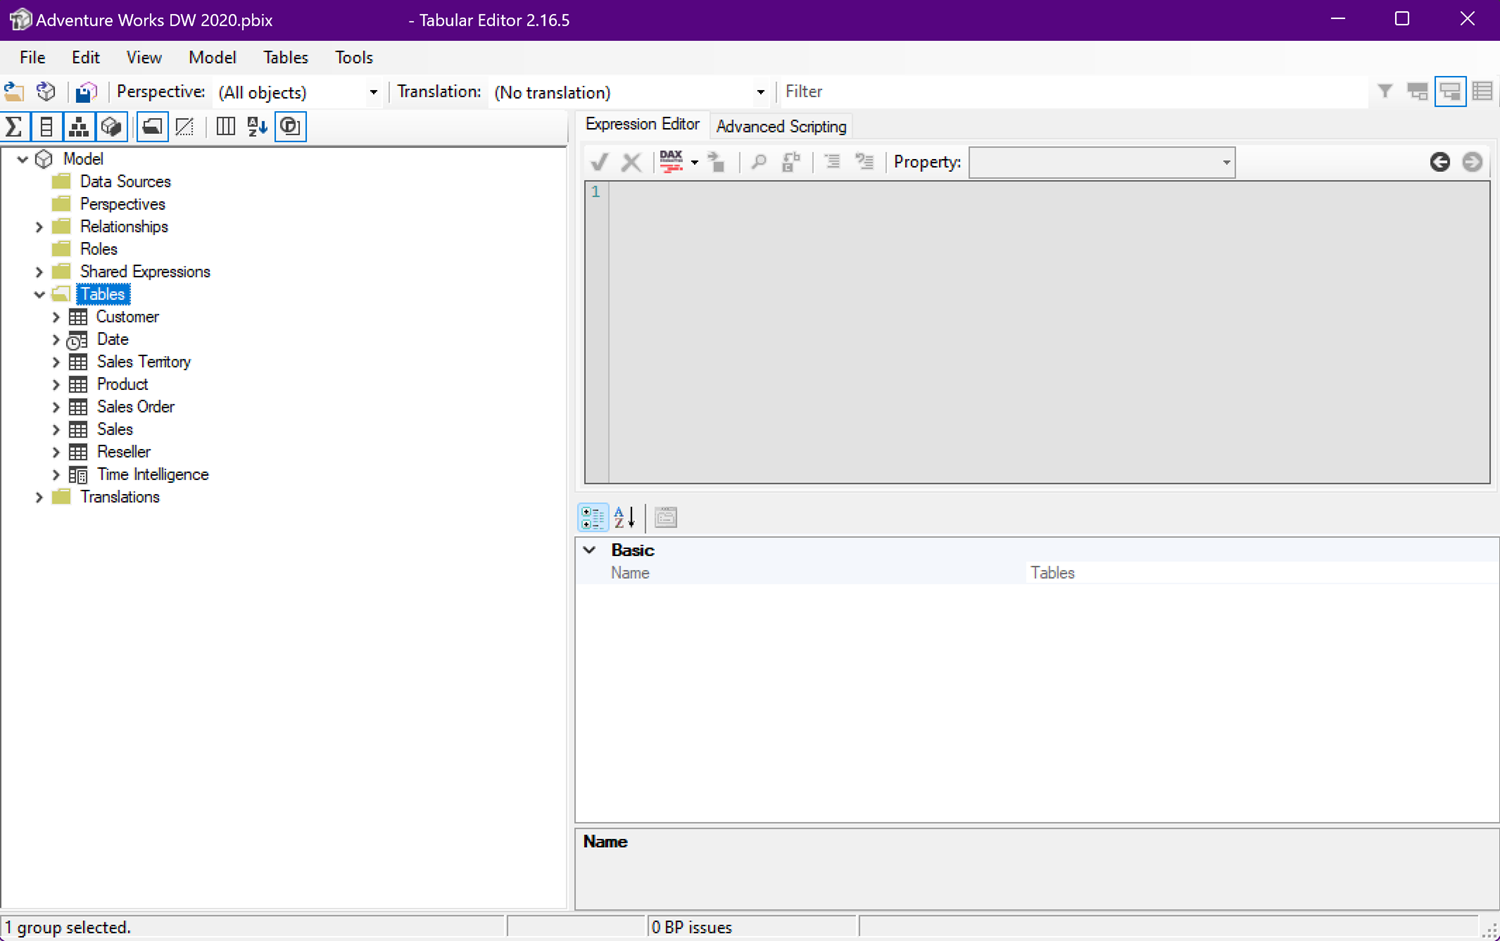 Adventure Works DW 2020.pbix - Tabular Editor 2.16.5
File Edit View Model Tables Tools
Perspective: (All objects) Translation: (No translation) Filter
Expression Editor Advanced Scripting
DAX Property:
1
Model
Data Sources
Perspectives
Relationships
Roles
Shared Expressions
Tables
Customer
Date
Sales Territory
Product
Sales Order
Sales
Reseller
Time Intelligence
Translations
Basic
Name Tables
Name
1 group selected. 0 BP issues